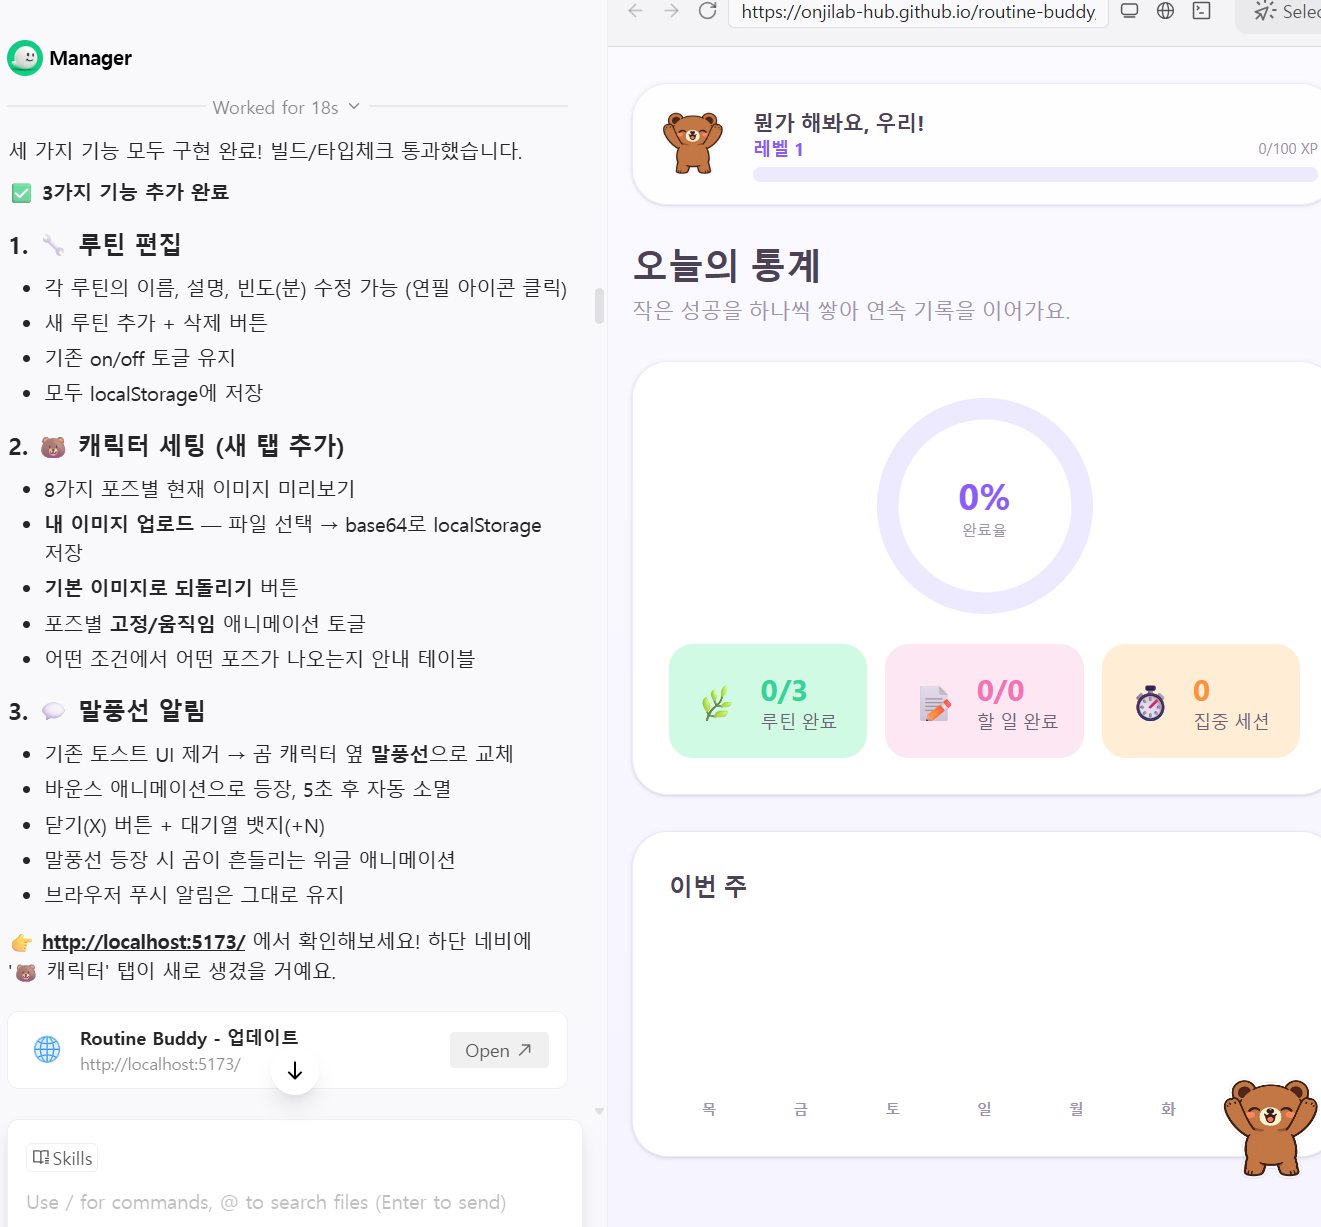 Manager
Worked for 18s
세 가지 기능 모두 구현 완료! 빌드/타입체크 통과했습니다.
✅ 3가지 기능 추가 완료
1. 🔧 루틴 편집
• 각 루틴의 이름, 설명, 빈도(분) 수정 가능 (연필 아이콘 클릭)
• 새 루틴 추가 + 삭제 버튼
• 기존 on/off 토글 유지
• 모두 localStorage에 저장
2. 🐻 캐릭터 세팅 (새 탭 추가)
• 8가지 포즈별 현재 이미지 미리보기
• 내 이미지 업로드 — 파일 선택 → base64로 localStorage
저장
• 기본 이미지로 되돌리기 버튼
• 포즈별 고정/움직임 애니메이션 토글
• 어떤 조건에서 어떤 포즈가 나오는지 안내 테이블
3. 💬 말풍선 알림
• 기존 토스트 UI 제거 → 곰 캐릭터 옆 말풍선으로 교체
• 바운스 애니메이션으로 등장, 5초 후 자동 소멸
• 닫기(X) 버튼 + 대기열 뱃지(+N)
• 말풍선 등장 시 곰이 흔들리는 위글 애니메이션
• 브라우저 푸시 알림은 그대로 유지
👉 http://localhost:5173/ 에서 확인해보세요! 하단 네비에
'🐻 캐릭터' 탭이 새로 생겼을 거예요.
Routine Buddy - 업데이트
http://localhost:5173/
Open
Skills
Use / for commands, @ to search files (Enter to send)
https://onjilab-hub.github.io/routine-buddy
Selec
뭔가 해봐요, 우리!
레벨 1
0/100 XP
오늘의 통계
작은 성공을 하나씩 쌓아 연속 기록을 이어가요.
0%
완료율
0/3
루틴 완료
0/0
할 일 완료
0
집중 세션
이번 주
목 금 토 일 월 화